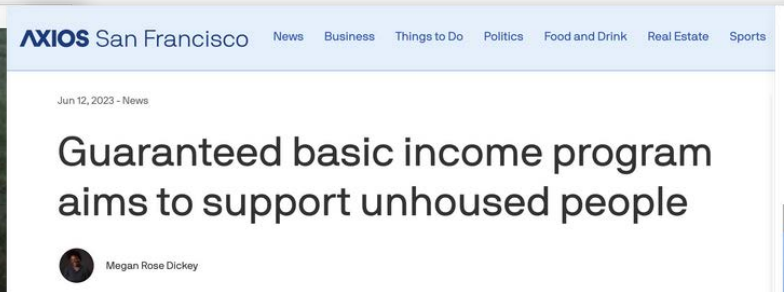 AXIOS San Francisco News Business Things to Do Politics Food and Drink Real Estate Sports
Jun 12, 2023 - News
Guaranteed basic income program
aims to support unhoused people
Megan Rose Dickey